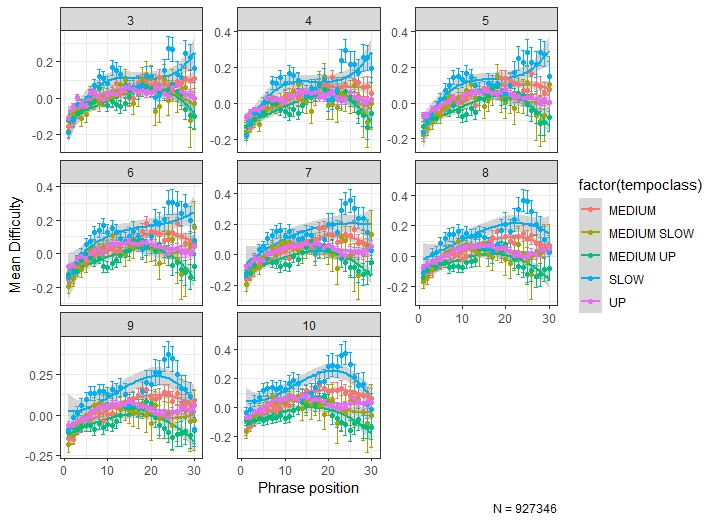 3 4 5
0.2
0.0
-0.2
0.4
0.2
0.0
-0.2
0.4
0.2
0.0
-0.2
6 7 8
0.4
0.2
0.0
-0.2
0.4
0.2
0.0
-0.2
0.4
0.2
0.0
-0.2
0 10 20 30
9 10
0.25
0.00
-0.25
0.4
0.2
0.0
-0.2
0 10 20 30
0 10 20 30
Mean Difficulty
Phrase position
factor(tempoclass)
MEDIUM
MEDIUM SLOW
MEDIUM UP
SLOW
UP
N = 927346